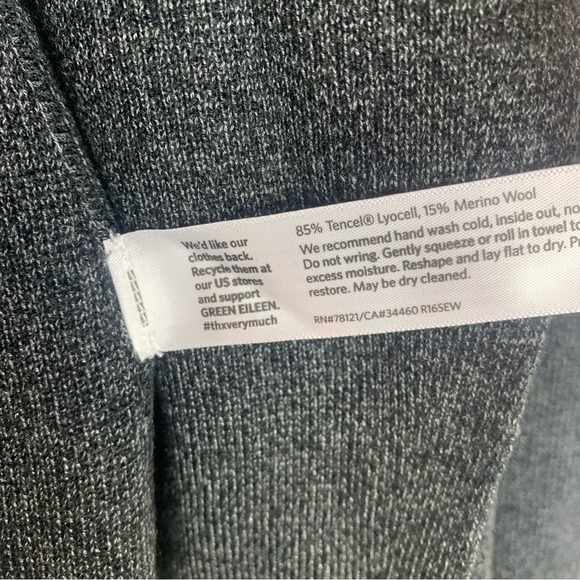 We'd like our
clothes back.
Recycle them at
our US stores
and support
GREEN EILEEN.
#thxverymuch
85% Tencel® Lyocell, 15% Merino Wool
We recommend hand wash cold, inside out, no
Do not wring. Gently squeeze or roll in towel to
excess moisture. Reshape and lay flat to dry.
restore. May be dry cleaned.
RN#78121/CA#34460 R16SEW